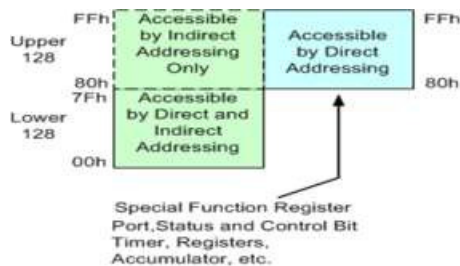 FFh
Upper
128
80h
7Fh
Lower
128
00h
Accessible
by Indirect
Addressing
Only
Accessible
by Direct and
Indirect
Addressing
Accessible
by Direct
Addressing
FFh
80h
Special Function Register
Port,Status and Control Bit
Timer, Registers,
Accumulator, etc.